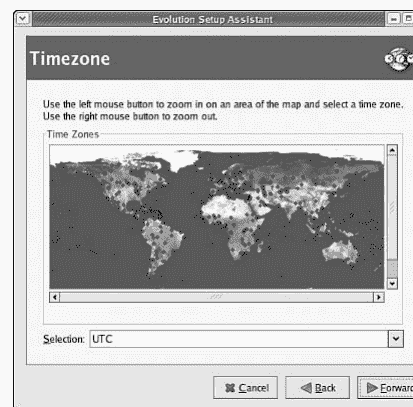 Evolution Setup Assistant
Timezone
Use the left mouse button to zoom in on an area of the map and select a time zone.
Use the right mouse button to zoom out.
Time Zones
Selection: UTC
Cancel
Back
Forward